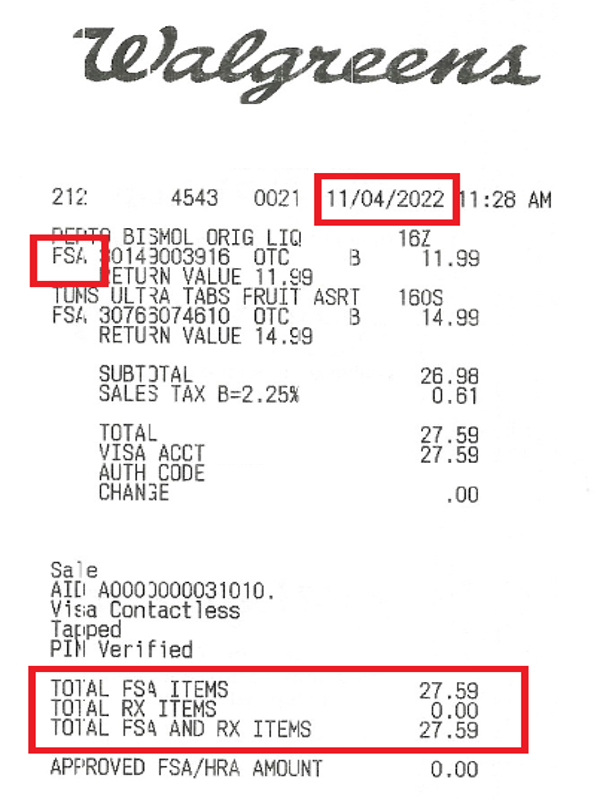 Walgreens
212 4543 0021 11/04/2022 11:28 AM
PEPTO BISMOL ORIG LIQ 16Z
FSA 30149003916 OTC B 11.99
RETURN VALUE 11.99
TUMS ULTRA TABS FRUIT ASRT 160S
FSA 30766074610 OTC B 14.99
RETURN VALUE 14.99
SUBTOTAL 26.98
SALES TAX B=2.25% 0.61
TOTAL 27.59
VISA ACCT 27.59
AUTH CODE
CHANGE .00
Sale
AID A0000000031010.
Visa Contactless
Tapped
PIN Verified
TOTAL FSA ITEMS 27.59
TOTAL RX ITEMS 0.00
TOTAL FSA AND RX ITEMS 27.59
APPROVED FSA/HRA AMOUNT 0.00